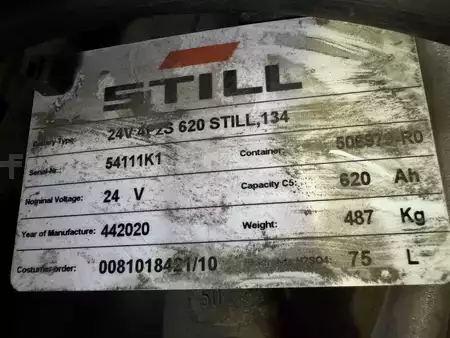 STILL
Battery Type: 24V 4PzS 620 STILL,134
Serial-Nr.: 54111K1 Container:
Nominal Voltage: 24 V Capacity C5: 620 Ah
Year of Manufacture: 442020 Weight: 487 Kg
Costumer order: 0081018421/10 75 L